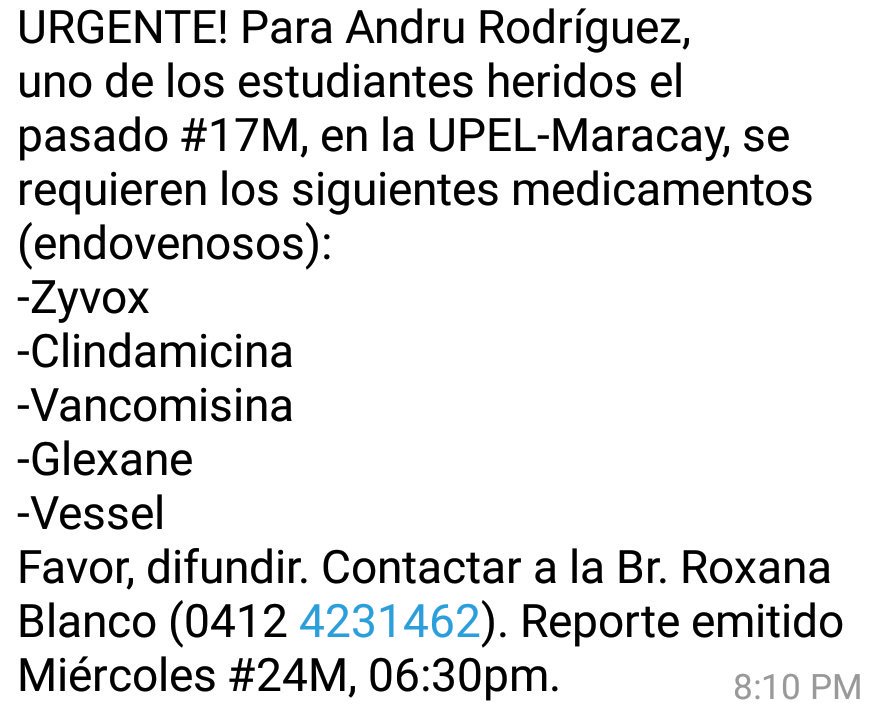 URGENTE! Para Andru Rodríguez,
uno de los estudiantes heridos el
pasado #17M, en la UPEL-Maracay, se
requieren los siguientes medicamentos
(endovenosos):
-Zyvox
-Clindamicina
-Vancomisina
-Glexane
-Vessel
Favor, difundir. Contactar a la Br. Roxana
Blanco (0412 4231462). Reporte emitido
Miércoles #24M, 06:30pm.
8:10 PM